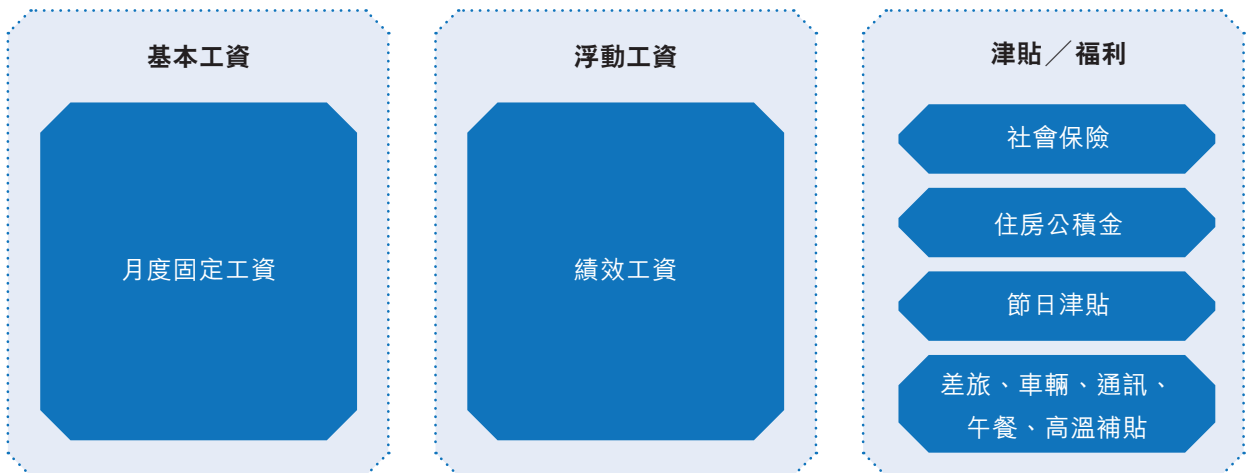 基本工資
月度固定工資
浮動工資
績效工資
津貼／福利
社會保險
住房公積金
節日津貼
差旅、車輛、通訊、
午餐、高溫補貼